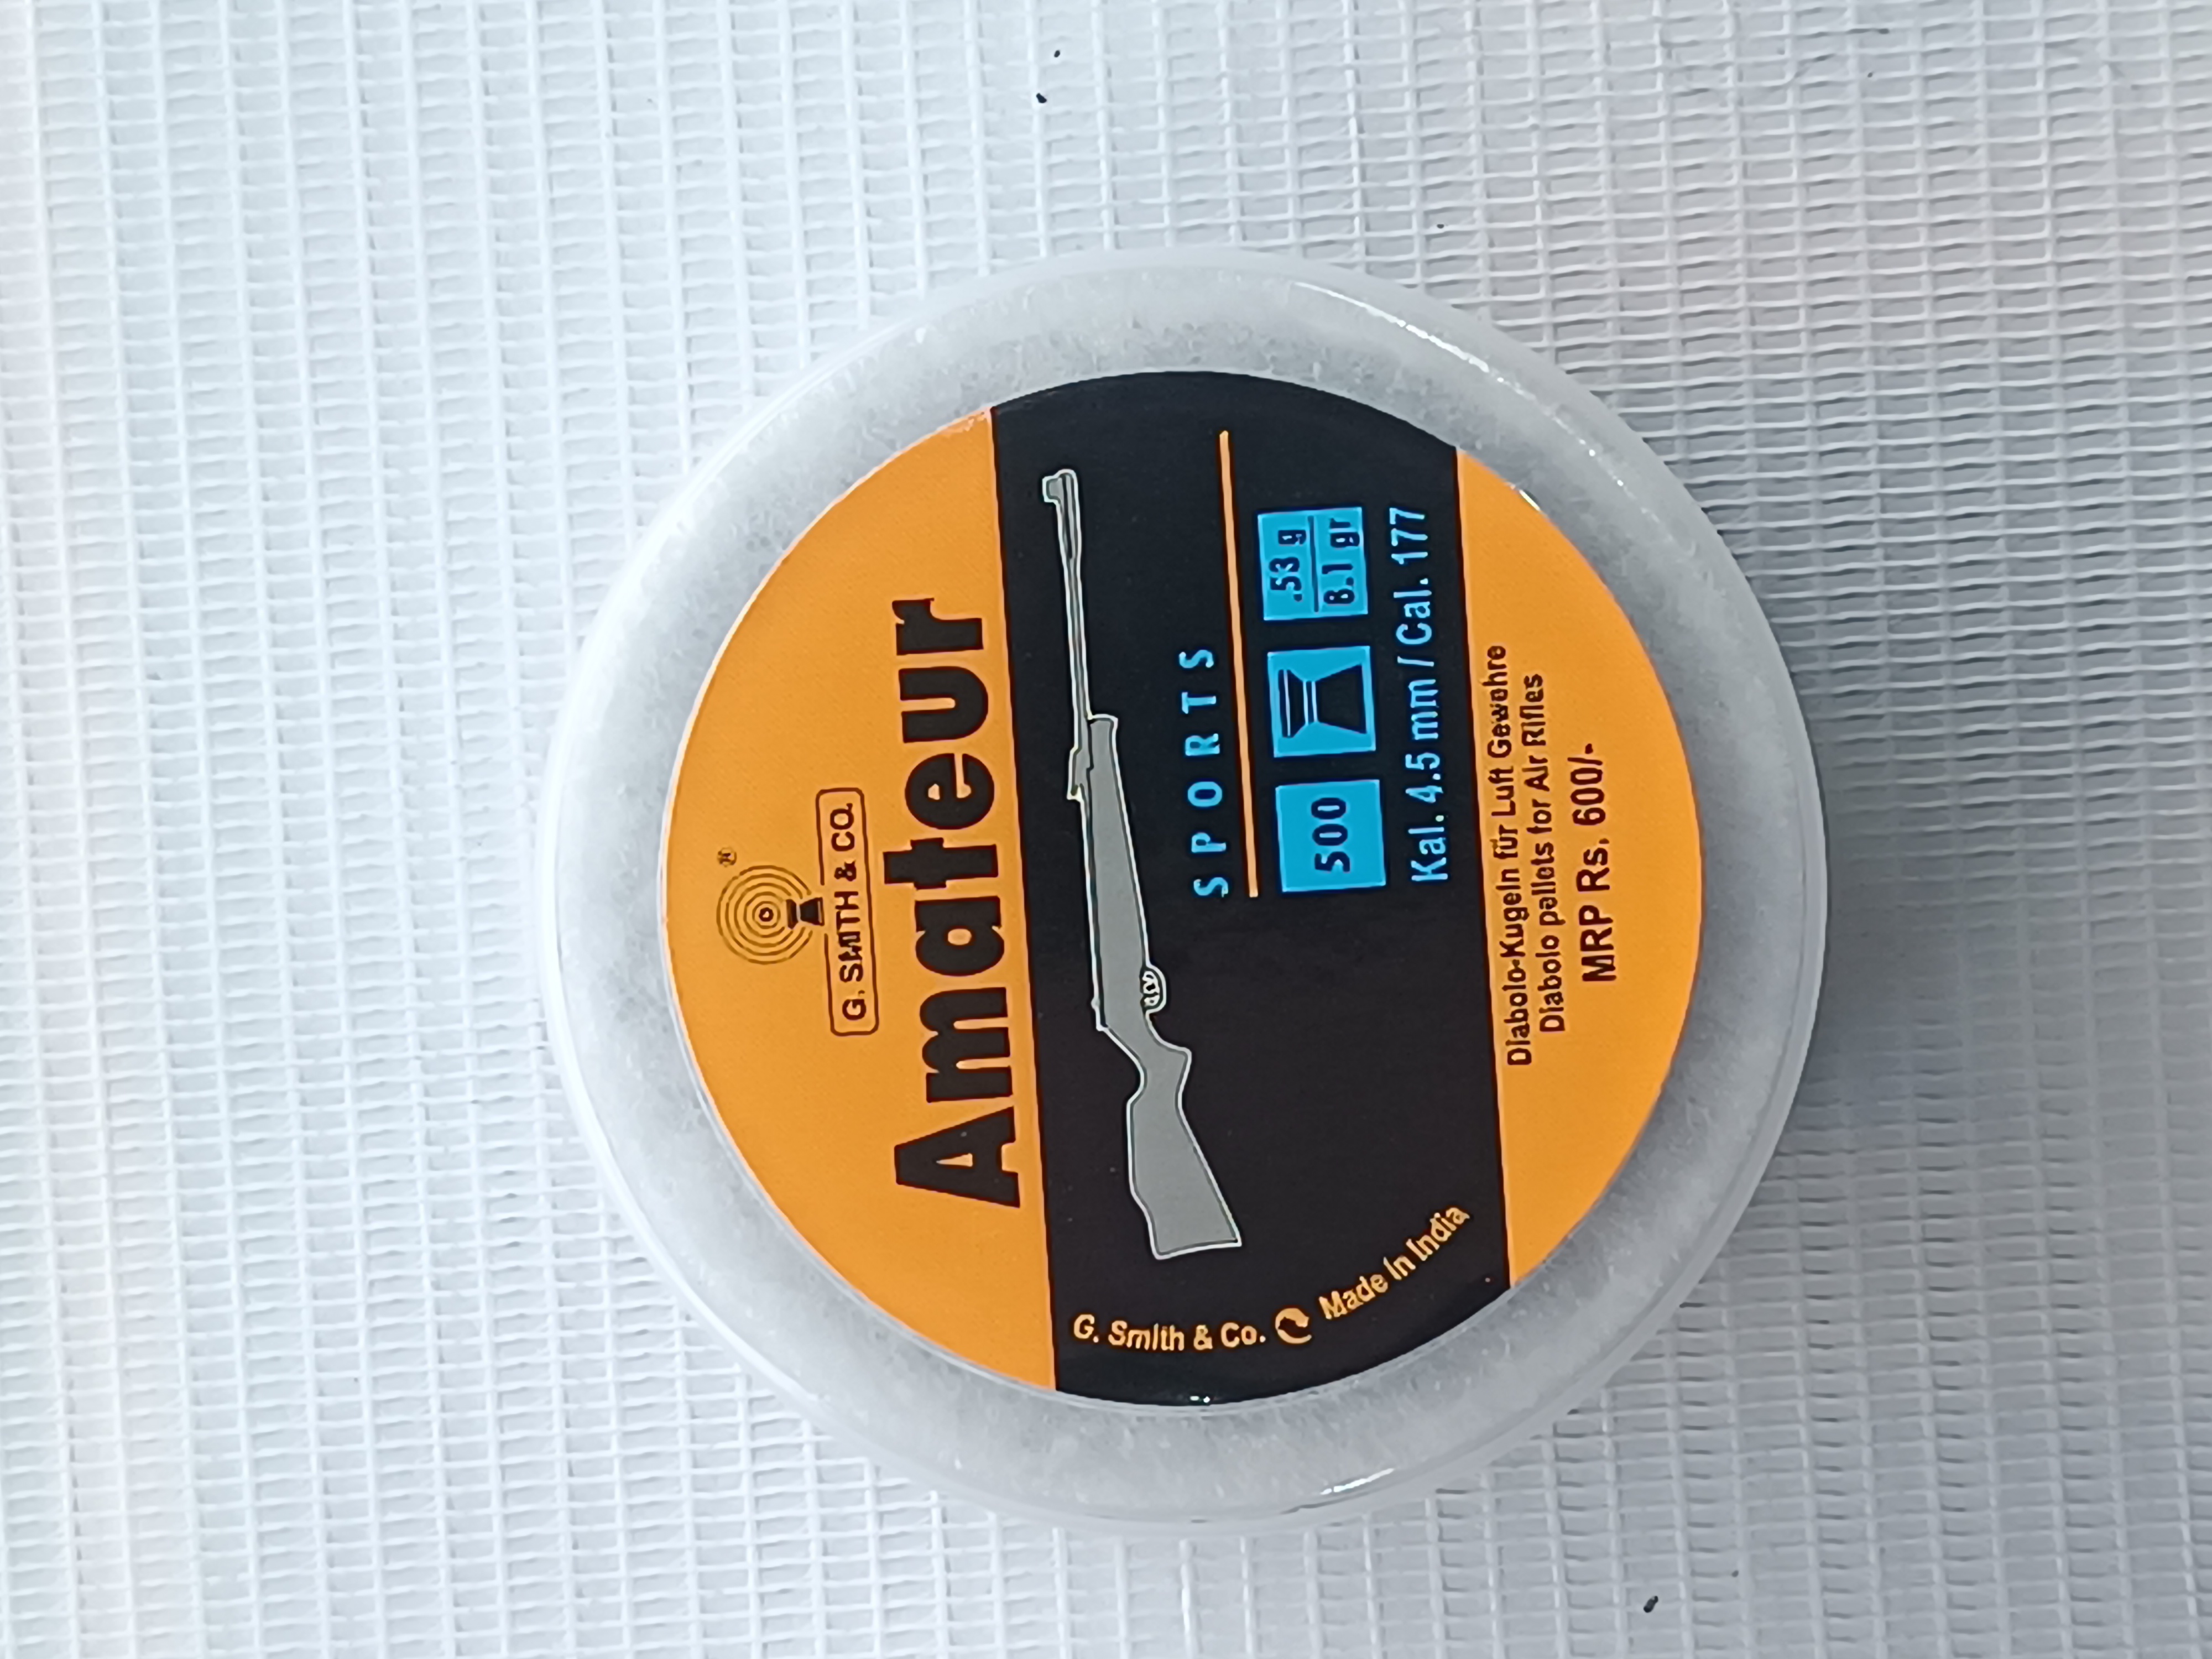 ®
G. SMITH & CO.
Amateur
G. Smith & Co. Made in India
SPORTS
500
.53 g
8.1 gr
Kal. 4.5 mm / Cal. 177
Diabolo-Kugeln für Luft Gewehre
Diabolo pellets for Air Rifles
MRP Rs. 600/-